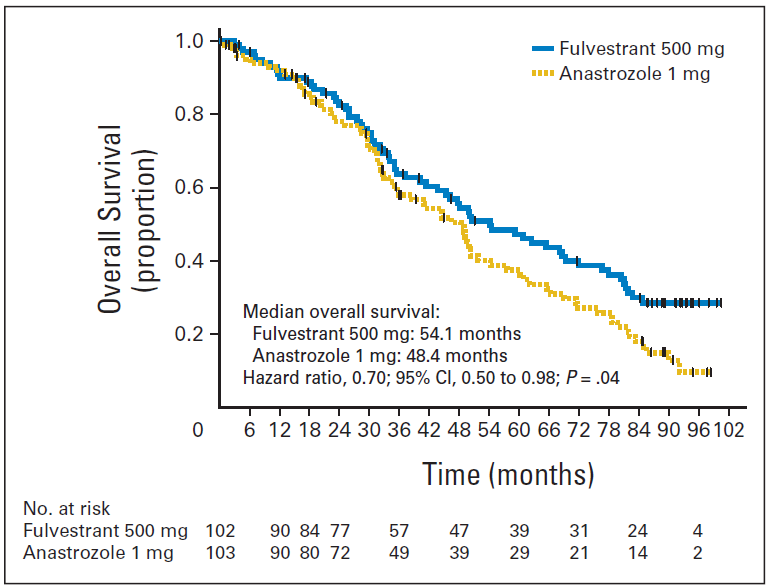 1.0
0.8
0.6
0.4
0.2
Overall Survival
(proportion)
Fulvestrant 500 mg
Anastrozole 1 mg
Median overall survival:
Fulvestrant 500 mg: 54.1 months
Anastrozole 1 mg: 48.4 months
Hazard ratio, 0.70; 95% CI, 0.50 to 0.98; P = .04
0 6 12 18 24 30 36 42 48 54 60 66 72 78 84 90 96 102
Time (months)
No. at risk
Fulvestrant 500 mg 102 90 84 77 57 47 39 31 24 4
Anastrozole 1 mg 103 90 80 72 49 39 29 21 14 2